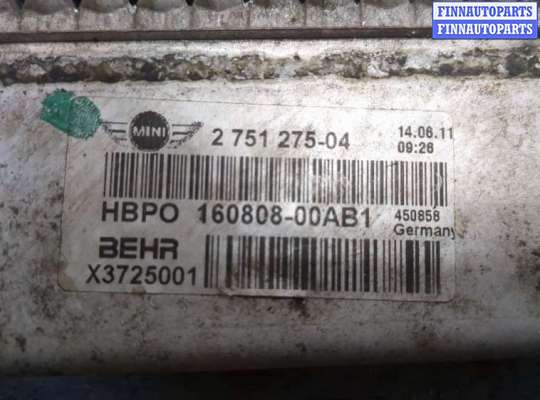 FINNAUTOPARTS
FINNAUTOPARTS
MINI
2 751 275-04
14.06.11
09:26
HBPO 160808-00AB1
450858
Germany
BEHR
X3725001